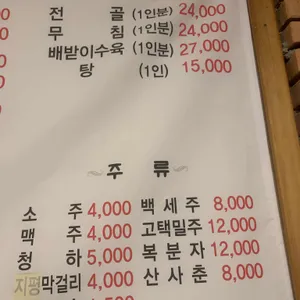 전 골 (1인분) 24,000
무 침 (1인분) 24,000
배받이수육 (1인분) 27,000
탕 (1인) 15,000
주 류
소 주 4,000 백 세 주 8,000
맥 주 4,000 고택밀주 12,000
청 하 5,000 복 분 자 12,000
지평막걸리 4,000 산 사 춘 8,000